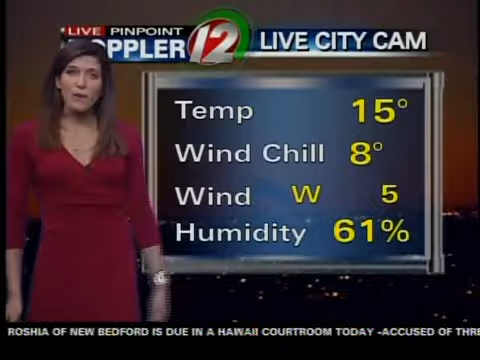 LIVE PINPOINT
DOPPLER 12 LIVE CITY CAM
Temp 15°
Wind Chill 8°
Wind W 5
Humidity 61%
ROSHIA OF NEW BEDFORD IS DUE IN A HAWAII COURTROOM TODAY -ACCUSED OF THRE